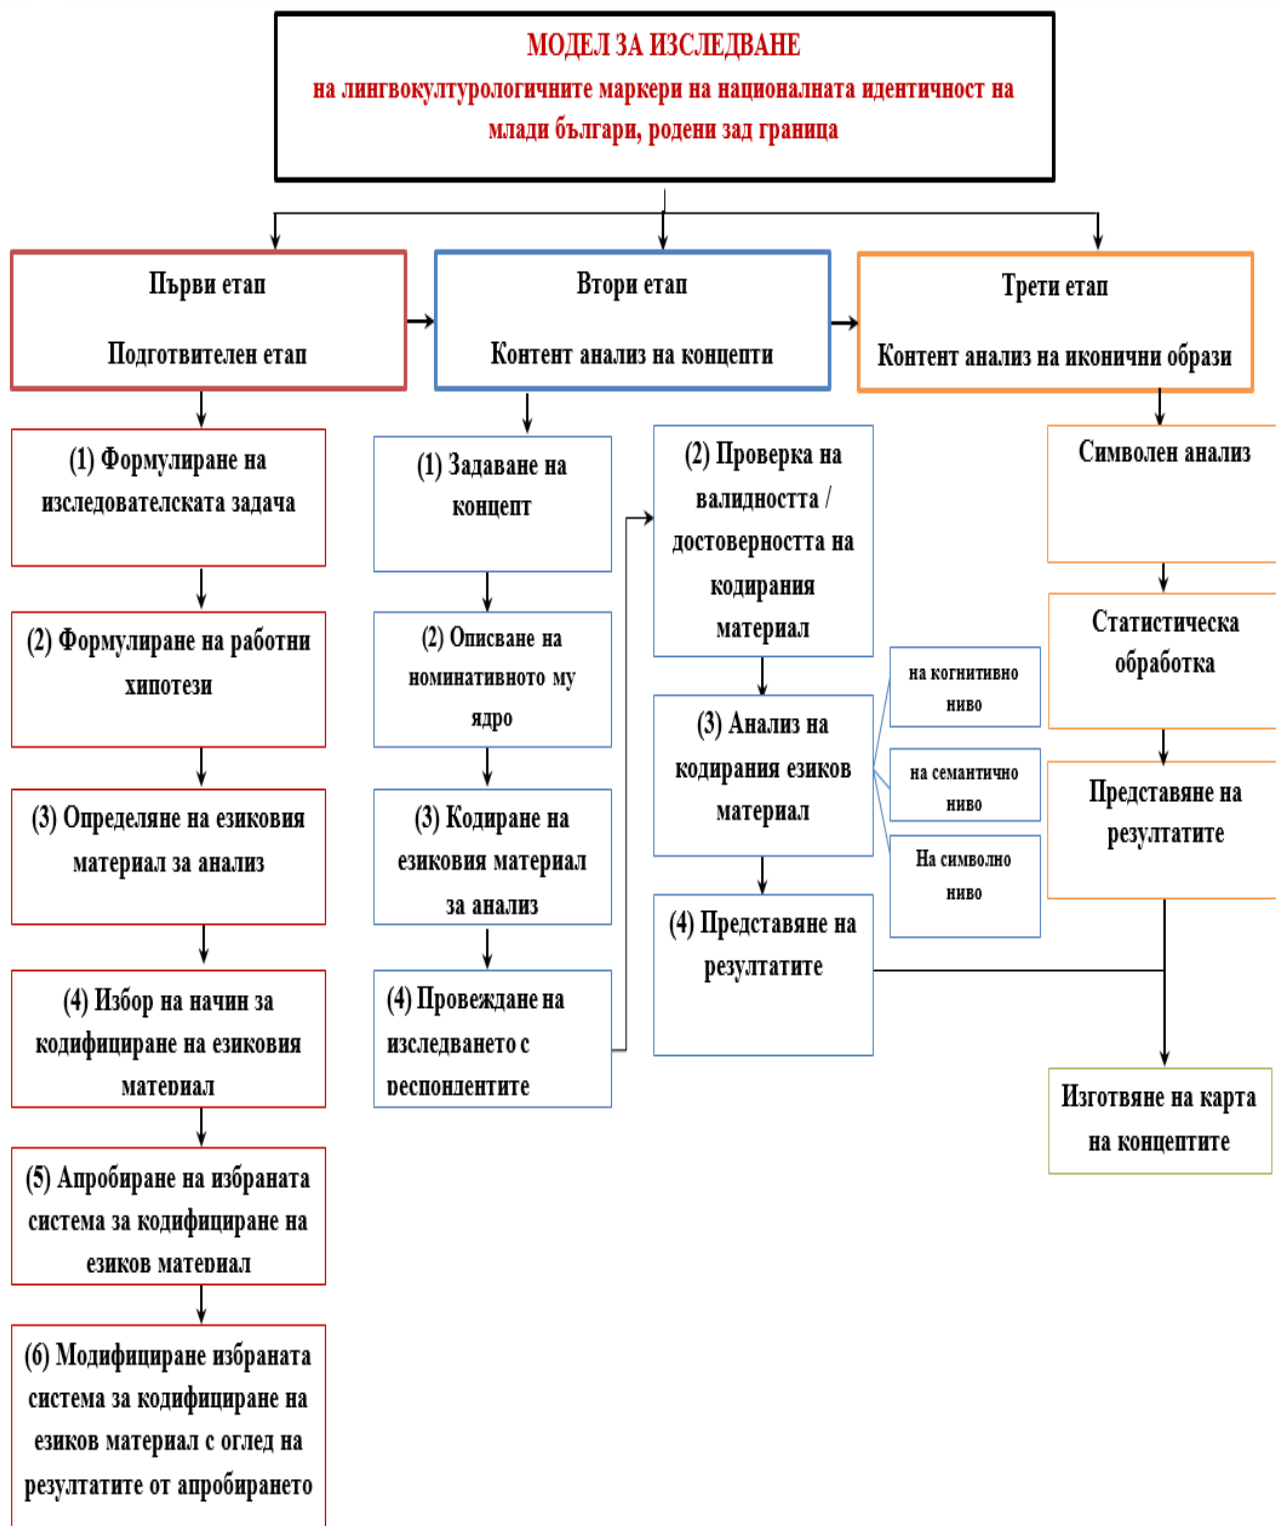 МОДЕЛ ЗА ИЗСЛЕДВАНЕ
на лингвокултурологичните маркери на националната идентичност на
млади българи, родени зад граница
Първи етап
Подготвителен етап
Втори етап
Контент анализ на концепти
Трети етап
Контент анализ на иконични образи
(1) Формулиране на
изследователската задача
(2) Формулиране на работни
хипотези
(3) Определяне на езиковия
материал за анализ
(4) Избор на начин за
кодифициране на езиковия
материал
(5) Апробиране на избраната
система за кодифициране на
езиков материал
(6) Модифициране избраната
система за кодифициране на
езиков материал с оглед на
резултатите от апробирането
(1) Задаване на
концепт
(2) Описване на
номинативното му
ядро
(3) Кодиране на
езиковия материал
за анализ
(4) Провеждане на
изследването с
респондентите
(2) Проверка на
валидността /
достоверността на
кодирания
материал
(3) Анализ на
кодирания езиков
материал
на когнитивно
ниво
на семантично
ниво
На символно
ниво
(4) Представяне на
резултатите
Символен анализ
Статистическа
обработка
Представяне на
резултатите
Изготвяне на карта
на концептите